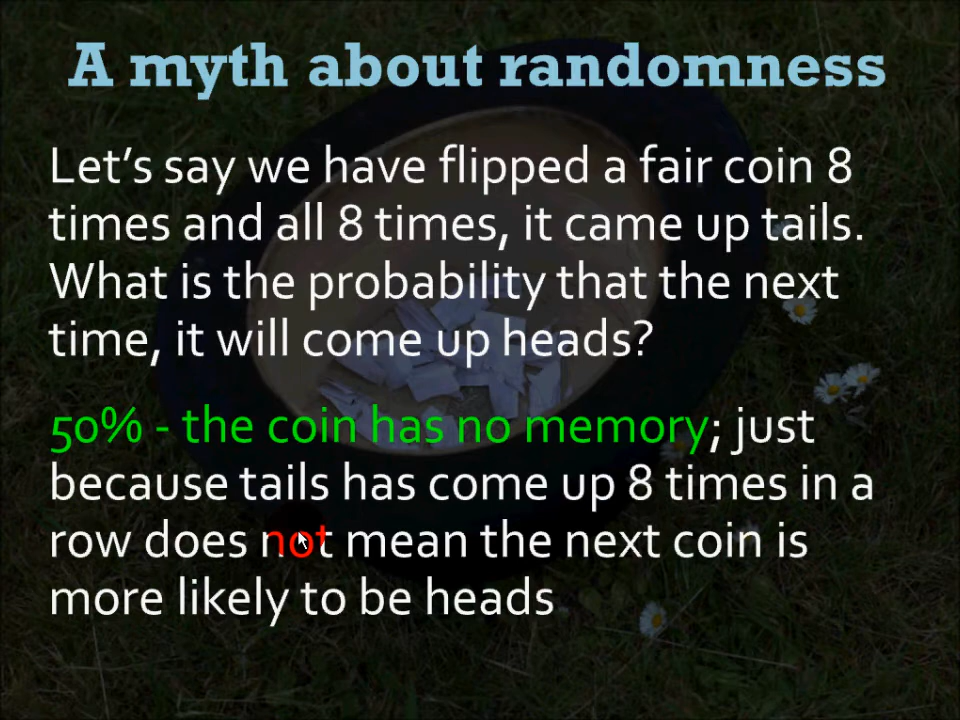 A myth about randomness
Let's say we have flipped a fair coin 8
times and all 8 times, it came up tails.
What is the probability that the next
time, it will come up heads?
50% - the coin has no memory; just
because tails has come up 8 times in a
row does not mean the next coin is
more likely to be heads